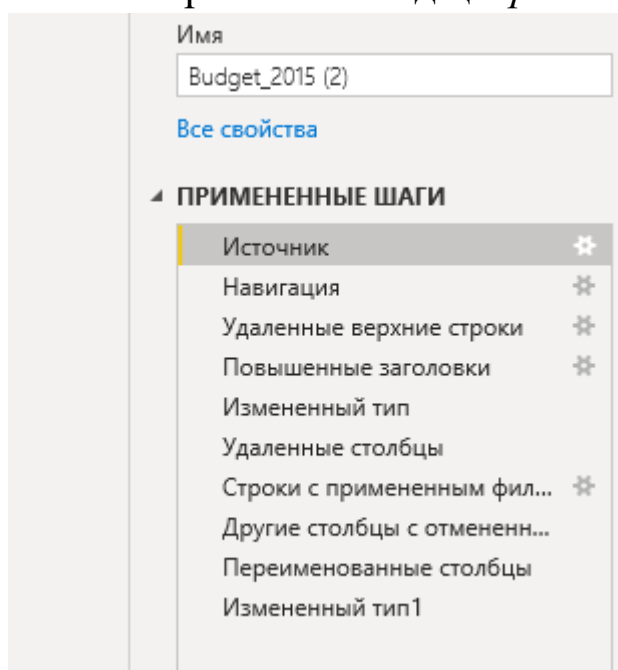 Имя
Budget_2015 (2)
Все свойства
ПРИМЕНЕННЫЕ ШАГИ
Источник
Навигация
Удаленные верхние строки
Повышенные заголовки
Измененный тип
Удаленные столбцы
Строки с примененным фил...
Другие столбцы с отмененн...
Переименованные столбцы
Измененный тип1